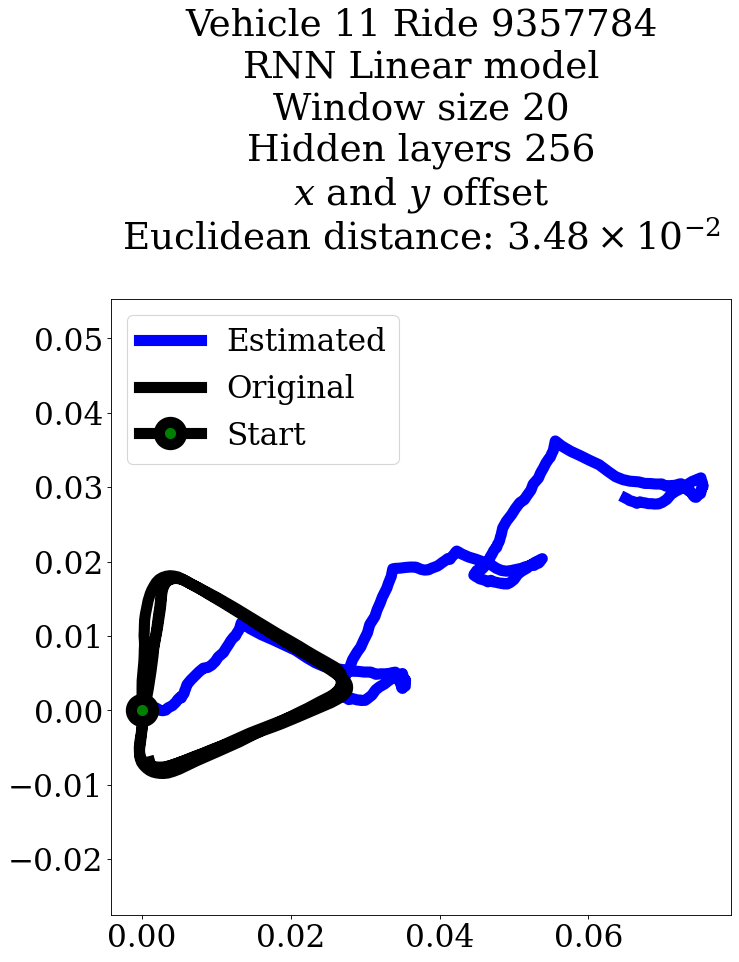 Vehicle 11 Ride 9357784
RNN Linear model
Window size 20
Hidden layers 256
x and y offset
Euclidean distance: 3.48 × 10⁻²
Estimated
Original
Start
0.05
0.04
0.03
0.02
0.01
0.00
−0.01
−0.02
0.00 0.02 0.04 0.06